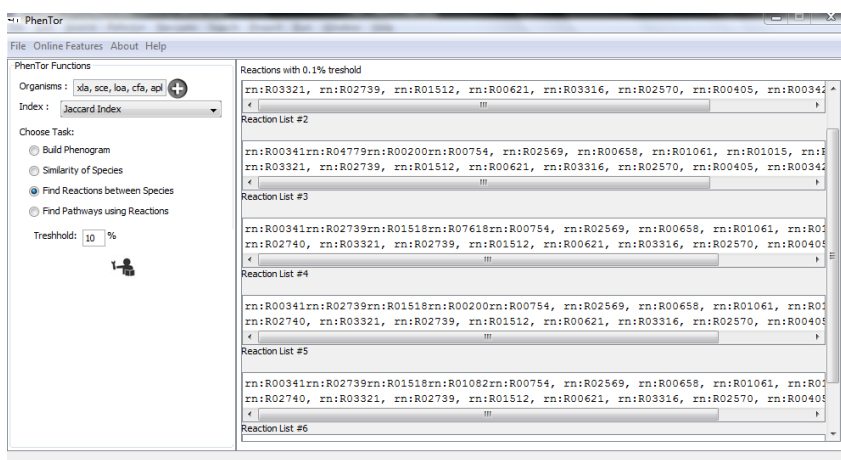 PhenTor
File Online Features About Help
PhenTor Functions
Organisms : xla, sce, loa, cfa, apl
Index : Jaccard Index
Choose Task:
Build Phenogram
Similarity of Species
Find Reactions between Species
Find Pathways using Reactions
Treshhold: 10 %
Reactions with 0.1% treshold
rn:R03321, rn:R02739, rn:R01512, rn:R00621, rn:R03316, rn:R02570, rn:R00405, rn:R00342
Reaction List #2
rn:R00341rn:R04779rn:R00200rn:R00754, rn:R02569, rn:R00658, rn:R01061, rn:R01015,
rn:R03321, rn:R02739, rn:R01512, rn:R00621, rn:R03316, rn:R02570, rn:R00405, rn:R00342
Reaction List #3
rn:R00341rn:R02739rn:R01518rn:R07618rn:R00754, rn:R02569, rn:R00658, rn:R01061, rn:R01
rn:R02740, rn:R03321, rn:R02739, rn:R01512, rn:R00621, rn:R03316, rn:R02570, rn:R00405
Reaction List #4
rn:R00341rn:R02739rn:R01518rn:R00200rn:R00754, rn:R02569, rn:R00658, rn:R01061, rn:R01
rn:R02740, rn:R03321, rn:R02739, rn:R01512, rn:R00621, rn:R03316, rn:R02570, rn:R00405
Reaction List #5
rn:R00341rn:R02739rn:R01518rn:R01082rn:R00754, rn:R02569, rn:R00658, rn:R01061, rn:R01
rn:R02740, rn:R03321, rn:R02739, rn:R01512, rn:R00621, rn:R03316, rn:R02570, rn:R00405
Reaction List #6